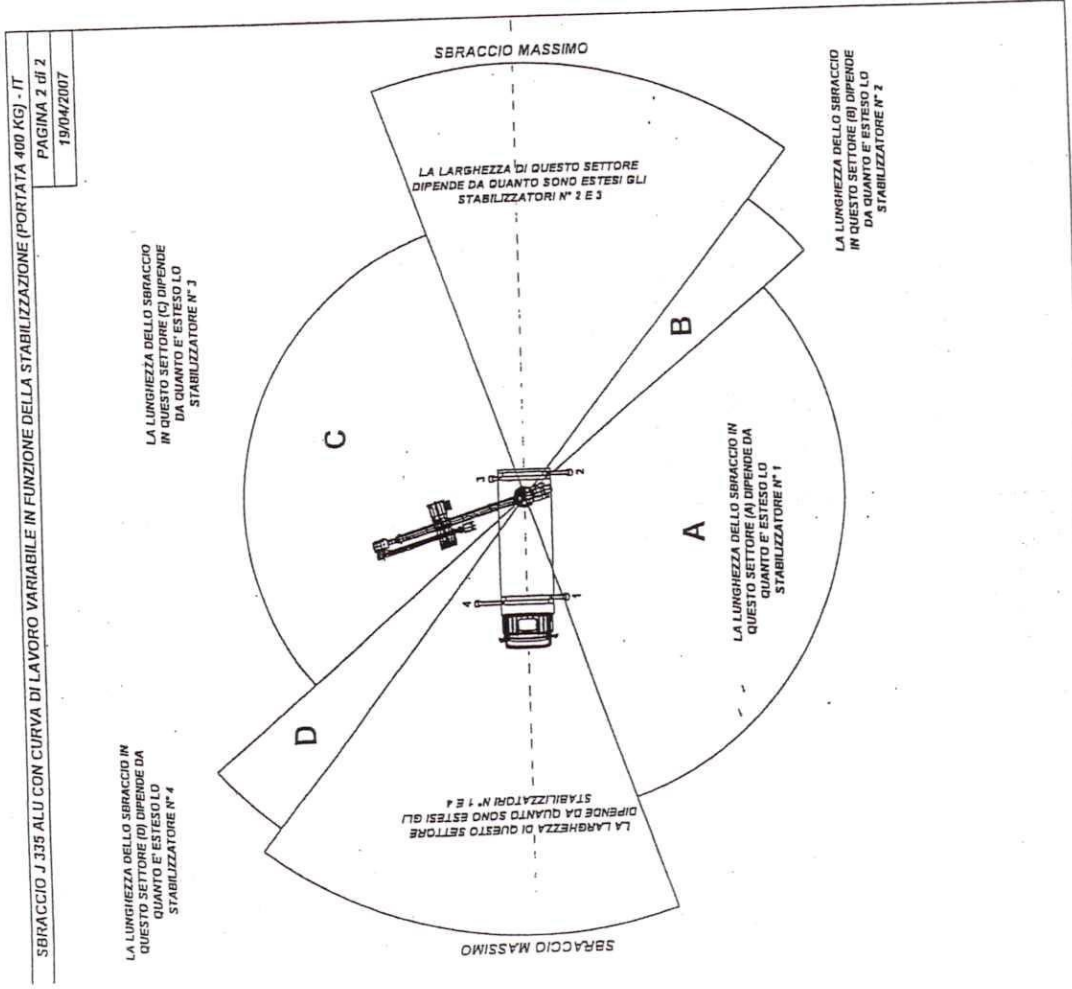 SBRACCIO J 335 ALU CON CURVA DI LAVORO VARIABILE IN FUNZIONE DELLA STABILIZZAZIONE (PORTATA 400 KG) - IT
PAGINA 2 di 2
19/04/2007
LA LUNGHEZZA DELLO SBRACCIO IN
QUESTO SETTORE (D) DIPENDE DA
QUANTO E' ESTESO LO
STABILIZZATORE N° 4
LA LUNGHEZZA DELLO SBRACCIO
IN QUESTO SETTORE (C) DIPENDE
DA QUANTO E' ESTESO LO
STABILIZZATORE N° 3
SBRACCIO MASSIMO
LA LARGHEZZA DI QUESTO SETTORE
DIPENDE DA QUANTO SONO ESTESI GLI
STABILIZZATORI N° 2 E 3
C
D
3
2
4
1
B
A
LA LARGHEZZA DI QUESTO SETTORE
DIPENDE DA QUANTO SONO ESTESI GLI
STABILIZZATORI N° 1 E 4
SBRACCIO MASSIMO
LA LUNGHEZZA DELLO SBRACCIO IN
QUESTO SETTORE (A) DIPENDE DA
QUANTO E' ESTESO LO
STABILIZZATORE N° 1
LA LUNGHEZZA DELLO SBRACCIO
IN QUESTO SETTORE (B) DIPENDE
DA QUANTO E' ESTESO LO
STABILIZZATORE N° 2